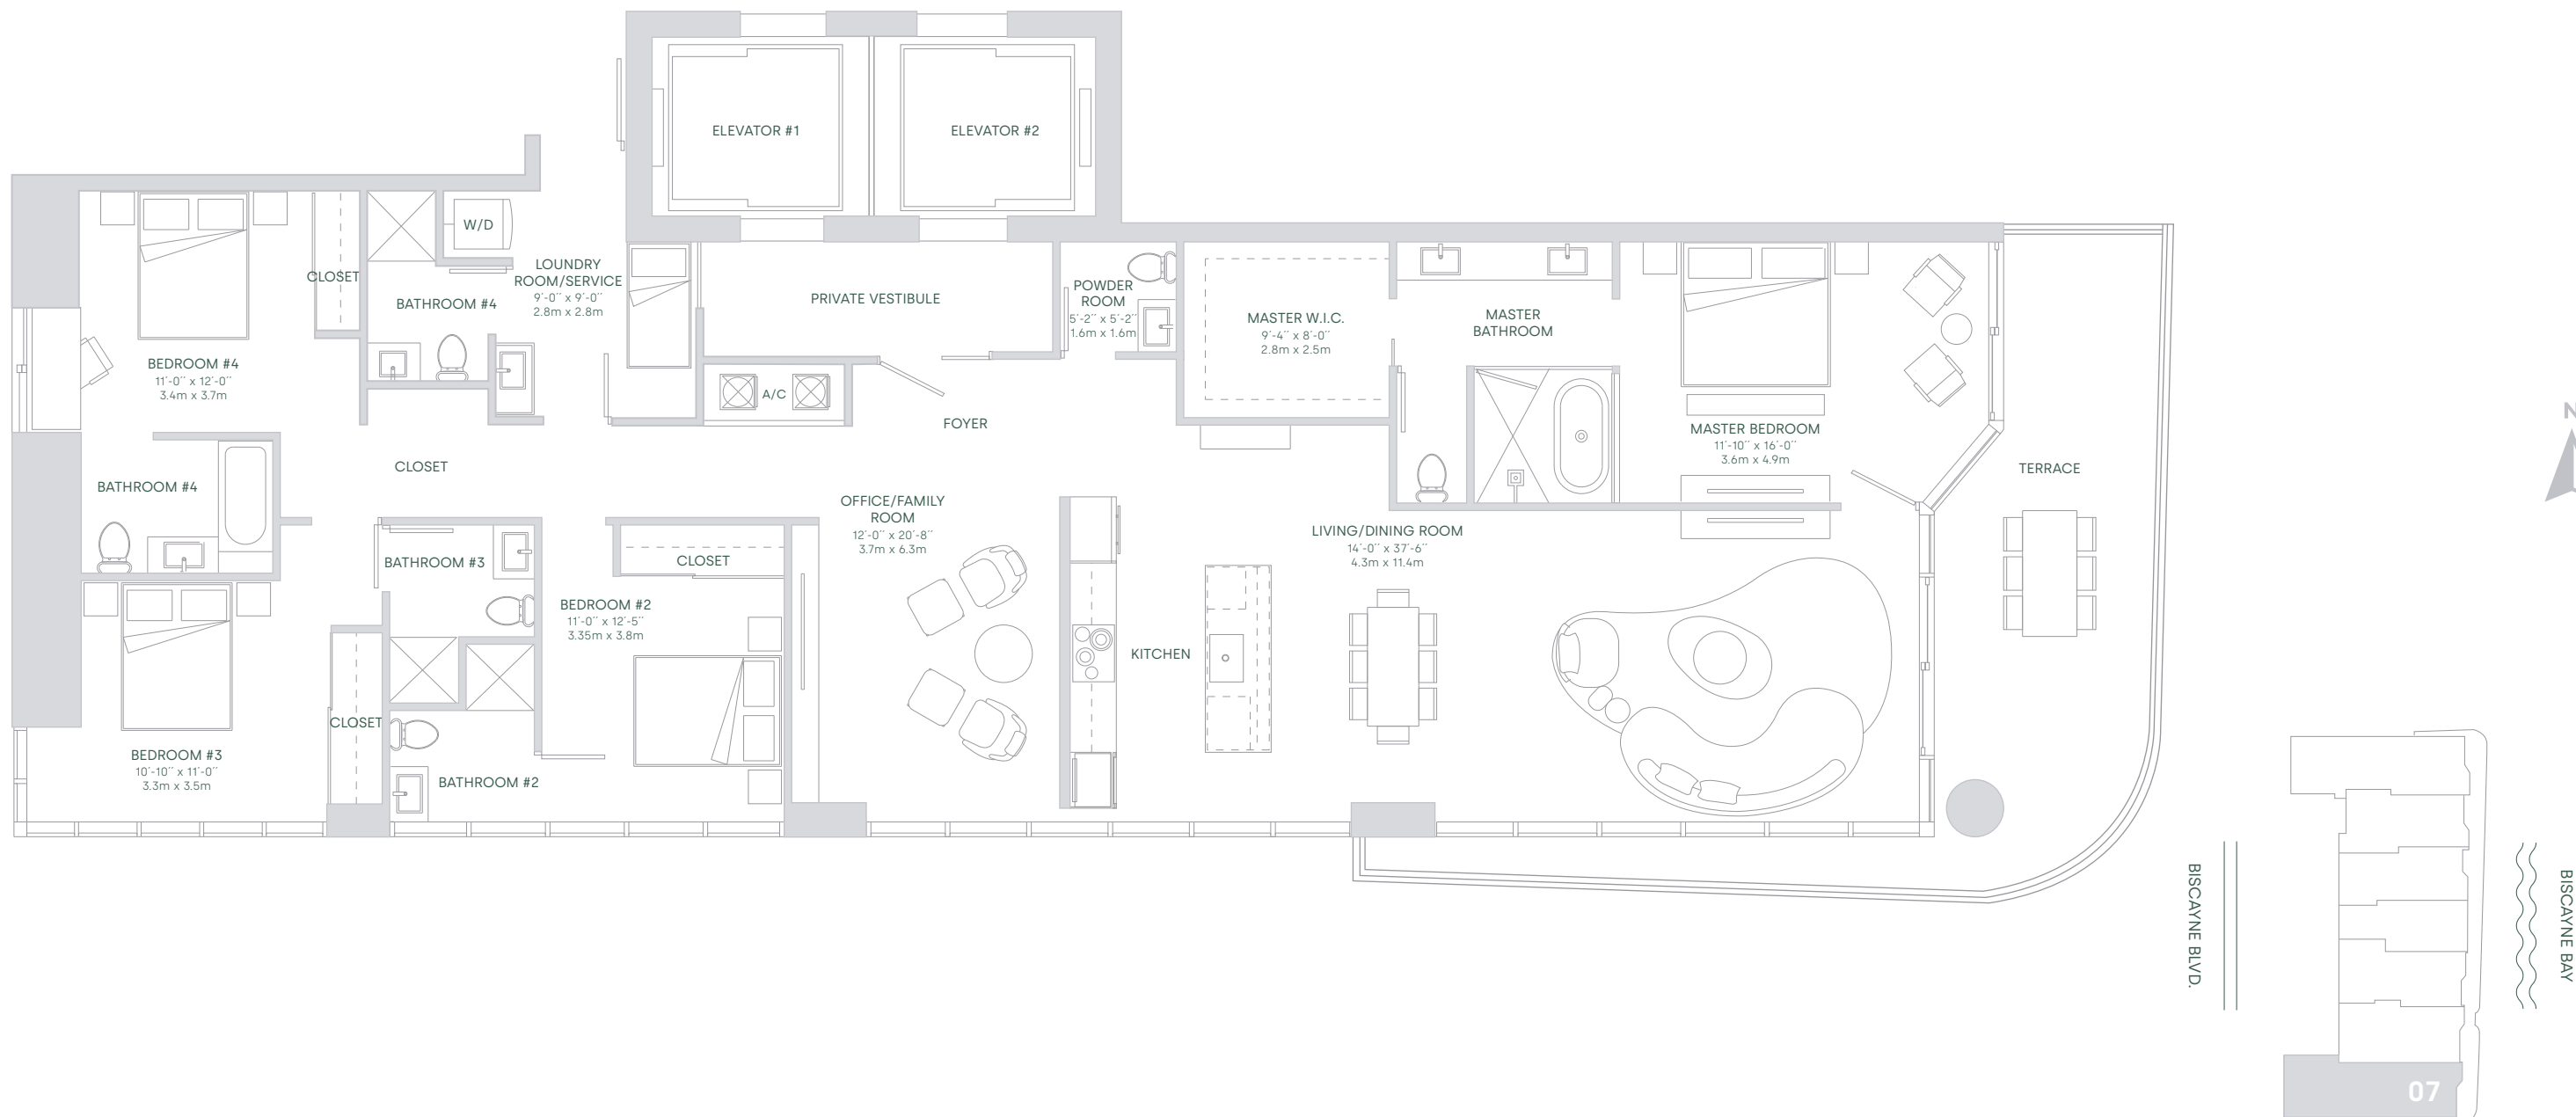 ELEVATOR #1
ELEVATOR #2
W/D
CLOSET
BATHROOM #4
LOUNDRY
ROOM/SERVICE
9´-0´´ x 9´-0´´
2.8m x 2.8m
PRIVATE VESTIBULE
POWDER
ROOM
5´-2´´ x 5´-2´´
1.6m x 1.6m
MASTER W.I.C.
9´-4´´ x 8´-0´´
2.8m x 2.5m
MASTER
BATHROOM
BEDROOM #4
11´-0´´ x 12´-0´´
3.4m x 3.7m
A/C
FOYER
MASTER BEDROOM
11´-10´´ x 16´-0´´
3.6m x 4.9m
TERRACE
N
CLOSET
BATHROOM #4
OFFICE/FAMILY
ROOM
12´-0´´ x 20´-8´´
3.7m x 6.3m
LIVING/DINING ROOM
14´-0´´ x 37´-6´´
4.3m x 11.4m
BATHROOM #3
CLOSET
BEDROOM #2
11´-0´´ x 12´-5´´
3.35m x 3.8m
KITCHEN
CLOSET
BEDROOM #3
10´-10´´ x 11´-0´´
3.3m x 3.5m
BATHROOM #2
BISCAYNE BLVD.
BISCAYNE BAY
07